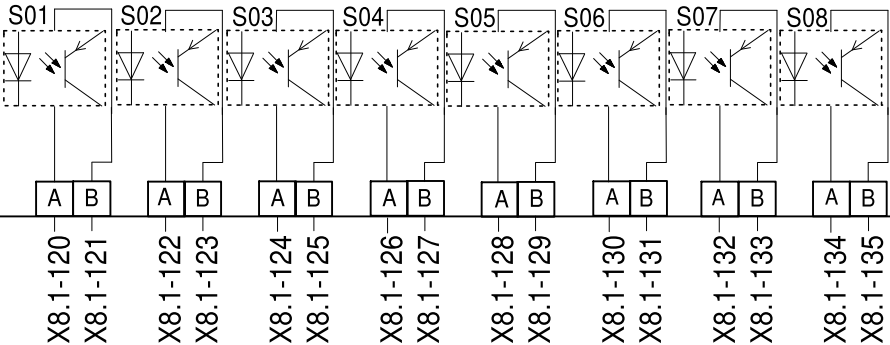 S01 S02 S03 S04 S05 S06 S07 S08
A B A B A B A B A B A B A B A B
X8.1-120
X8.1-121
X8.1-122
X8.1-123
X8.1-124
X8.1-125
X8.1-126
X8.1-127
X8.1-128
X8.1-129
X8.1-130
X8.1-131
X8.1-132
X8.1-133
X8.1-134
X8.1-135